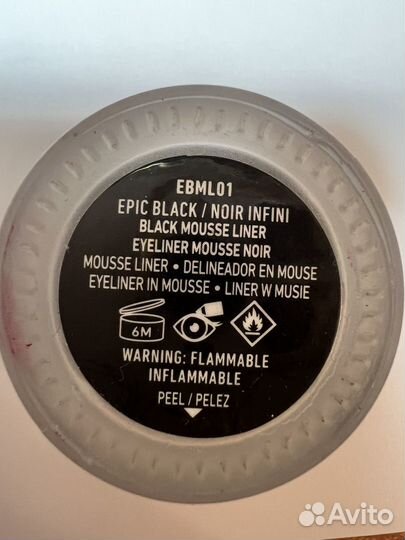 EBML01
EPIC BLACK / NOIR INFINI
BLACK MOUSSE LINER
EYELINER MOUSSE NOIR
MOUSSE LINER • DELINEADOR EN MOUSE
EYELINER IN MOUSSE • LINER W MUSIE
6M
WARNING: FLAMMABLE
INFLAMMABLE
PEEL / PELEZ
Avito